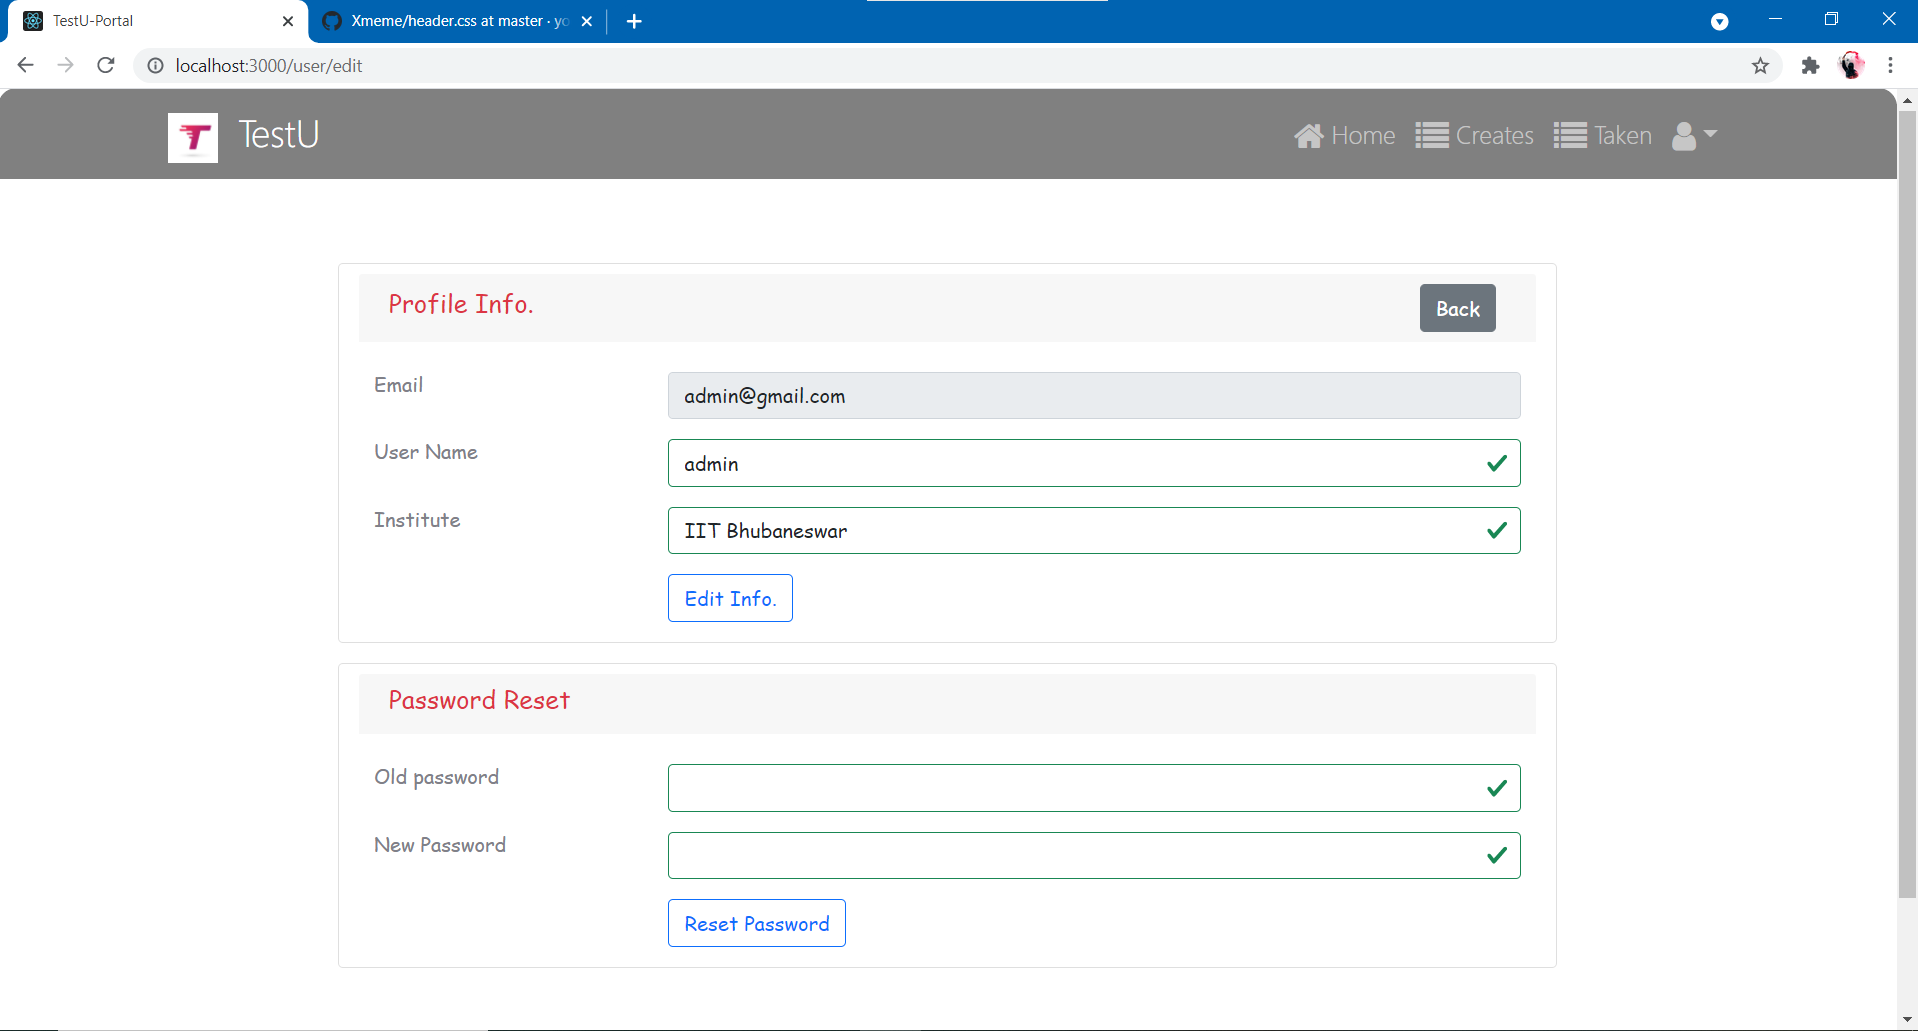 TestU-Portal
Xmeme/header.css at master · yo
localhost:3000/user/edit
T TestU Home Creates Taken
Profile Info. Back
Email admin@gmail.com
User Name admin
Institute IIT Bhubaneswar
Edit Info.
Password Reset
Old password
New Password
Reset Password